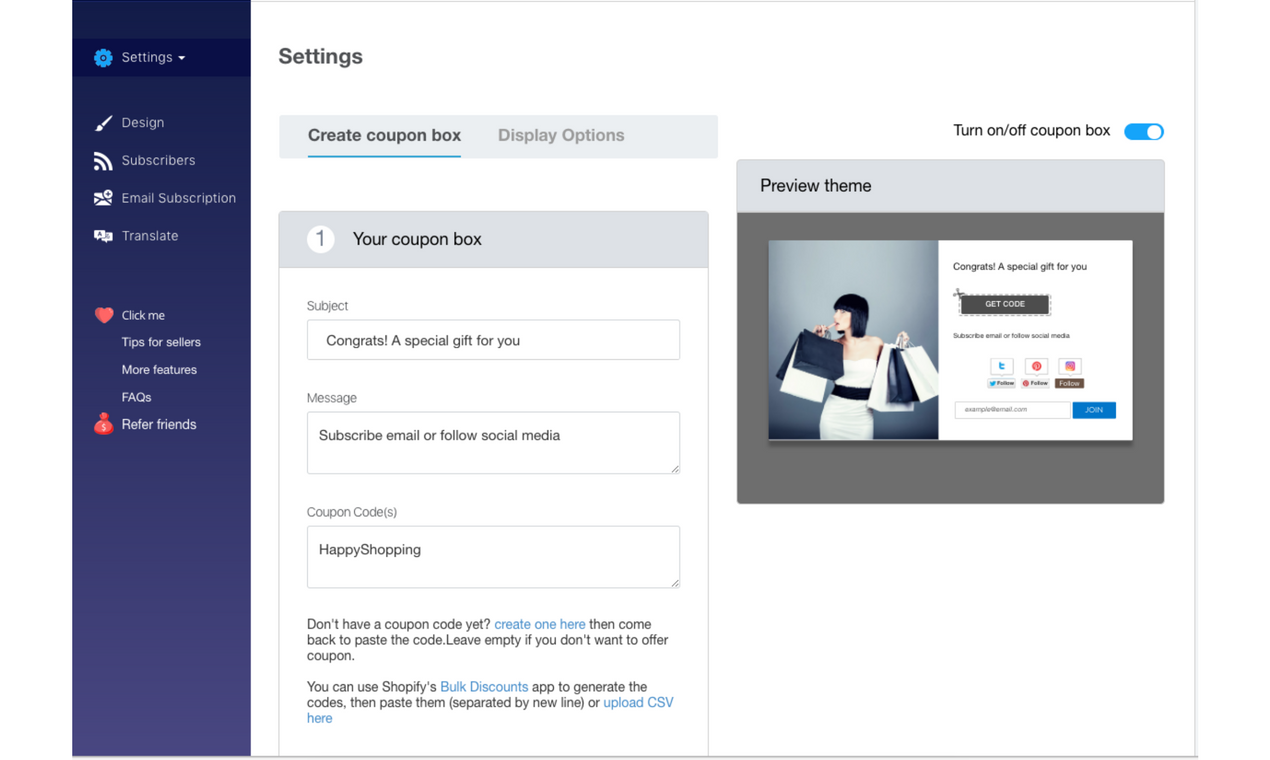 Settings
Design
Subscribers
Email Subscription
Translate
Click me
Tips for sellers
More features
FAQs
Refer friends
Settings
Create coupon box
Display Options
1
Your coupon box
Subject
Congrats! A special gift for you
Message
Subscribe email or follow social media
Coupon Code(s)
HappyShopping
Don't have a coupon code yet? create one here then come
back to paste the code.Leave empty if you don't want to offer
coupon.
You can use Shopify's Bulk Discounts app to generate the
codes, then paste them (separated by new line) or upload CSV
here
Turn on/off coupon box
Preview theme
Congrats! A special gift for you
GET CODE
Subscribe email or follow social media
Follow Follow Follow
example@email.com JOIN